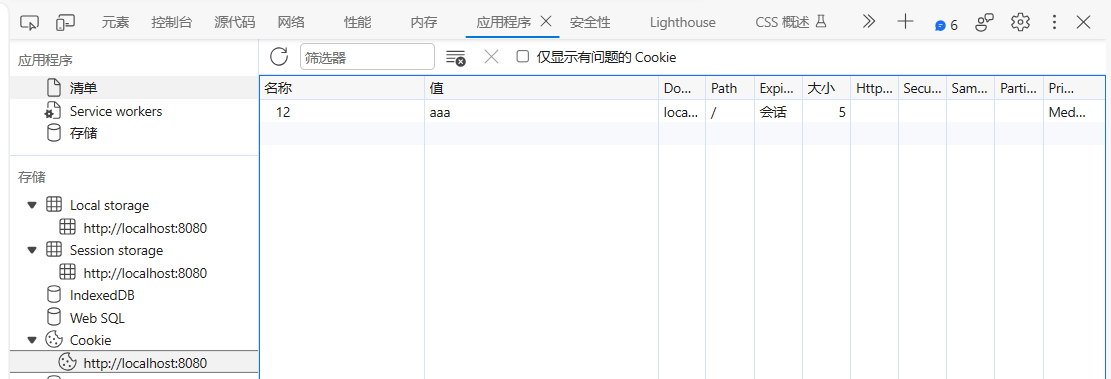 元素 控制台 源代码 网络 性能 内存 应用程序 安全性 Lighthouse CSS 概述 6
应用程序
清单
Service workers
存储
存储
Local storage
http://localhost:8080
Session storage
http://localhost:8080
IndexedDB
Web SQL
Cookie
http://localhost:8080
筛选器 仅显示有问题的 Cookie
名称 值 Do... Path Expi... 大小 Http... Secu... Sam... Parti... Pri...
12 aaa loca... / 会话 5 Med...